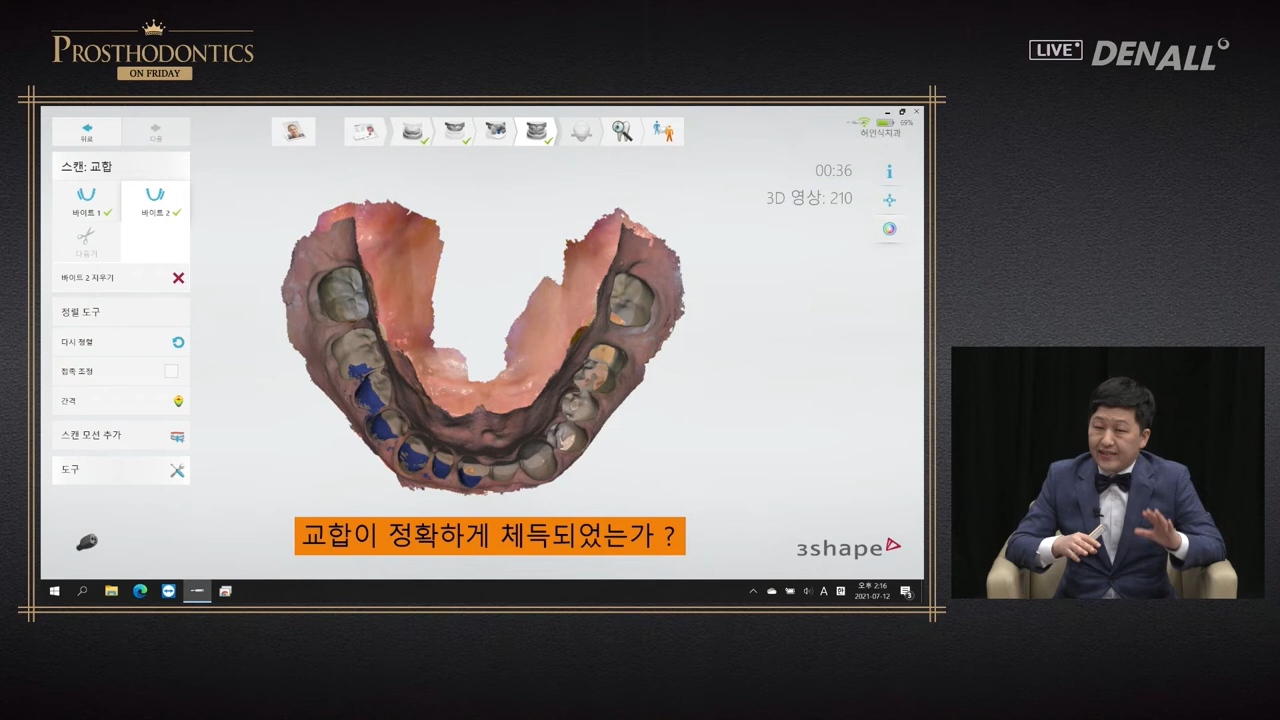 PROSTHODONTICS
ON FRIDAY
LIVE
DENALL
뒤로
다음
69%
허인식치과
스캔: 교합
바이트 1
바이트 2
다듬기
바이트 2 지우기
정렬 도구
다시 정렬
접촉 조정
간격
스캔 모션 추가
도구
00:36
3D 영상: 210
교합이 정확하게 체득되었는가 ?
3shape
A
오후 2:16
2021-07-12
3